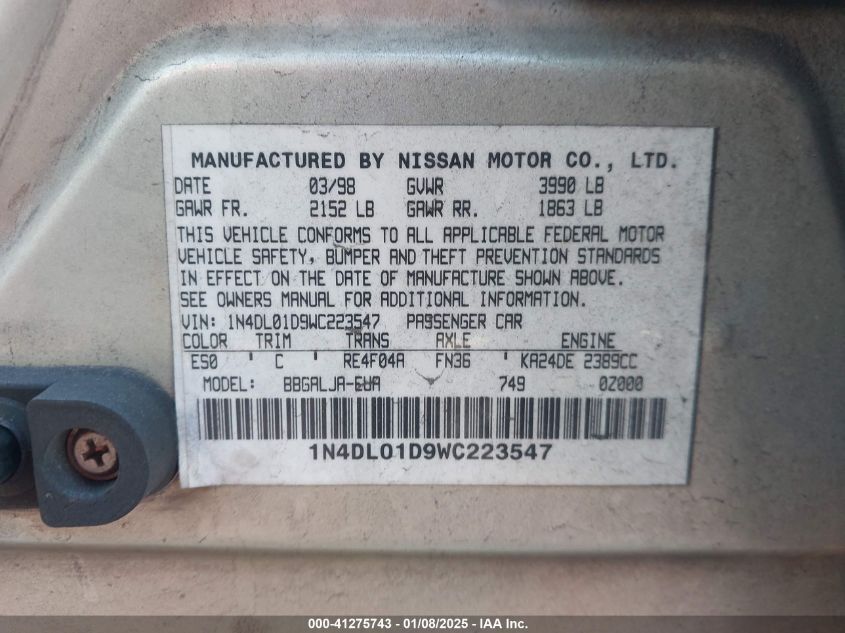 MANUFACTURED BY NISSAN MOTOR CO., LTD.
DATE 03/98 GVWR 3990 LB
GAWR FR. 2152 LB GAWR RR. 1863 LB
THIS VEHICLE CONFORMS TO ALL APPLICABLE FEDERAL MOTOR
VEHICLE SAFETY, BUMPER AND THEFT PREVENTION STANDARDS
IN EFFECT ON THE DATE OF MANUFACTURE SHOWN ABOVE.
SEE OWNERS MANUAL FOR ADDITIONAL INFORMATION.
VIN: 1N4DL01D9WC223547 PASSENGER CAR
COLOR TRIM TRANS AXLE ENGINE
ES0 ' C ' RE4F04A FN36 ' KA24DE 2389CC
MODEL: BBGALJA-EUA 749 0Z000
1N4DL01D9WC223547
000-41275743 - 01/08/2025 - IAA Inc.